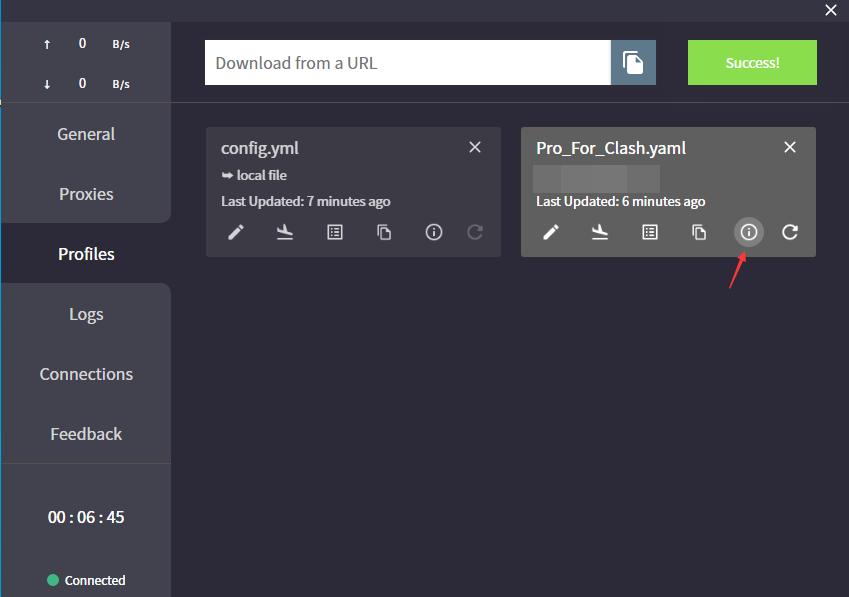 ↑ 0 B/s
↓ 0 B/s
General
Proxies
Profiles
Logs
Connections
Feedback
00 : 06 : 45
Connected
Download from a URL
Success!
config.yml
local file
Last Updated: 7 minutes ago
Pro_For_Clash.yaml
Last Updated: 6 minutes ago